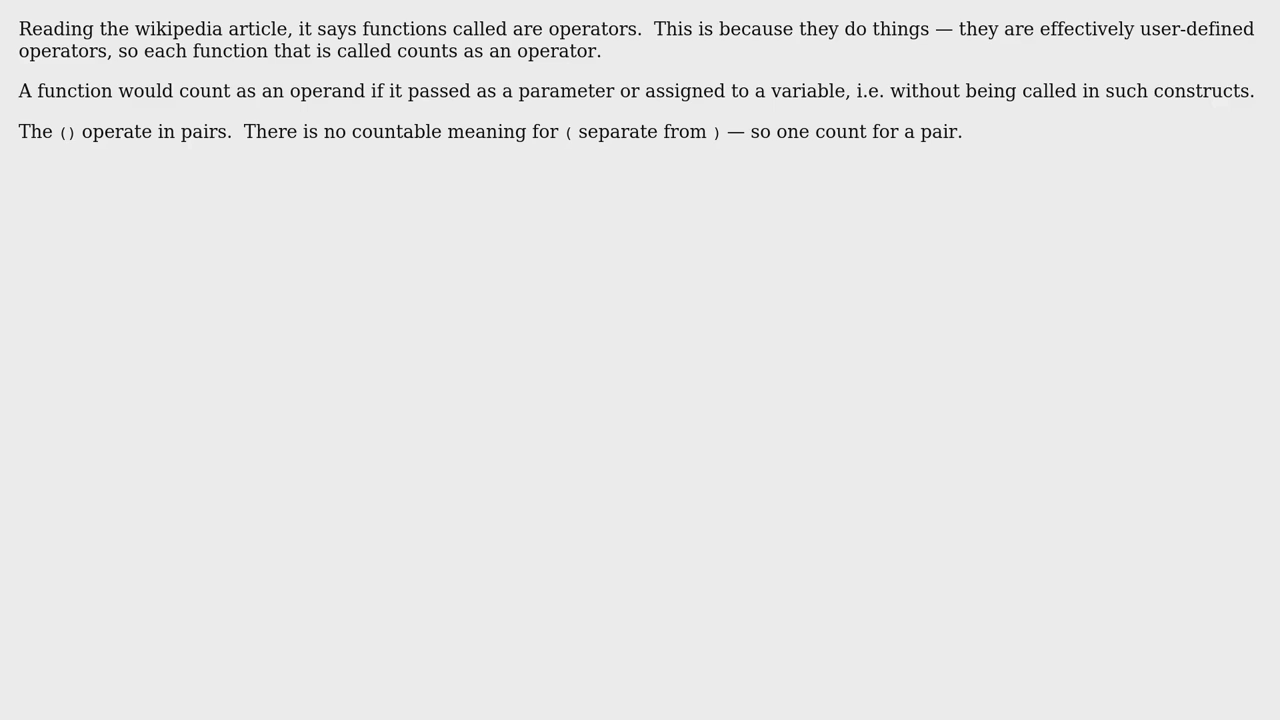 Reading the wikipedia article, it says functions called are operators.  This is because they do things — they are effectively user-defined
operators, so each function that is called counts as an operator.
A function would count as an operand if it passed as a parameter or assigned to a variable, i.e. without being called in such constructs.
The () operate in pairs.  There is no countable meaning for ( separate from ) — so one count for a pair.